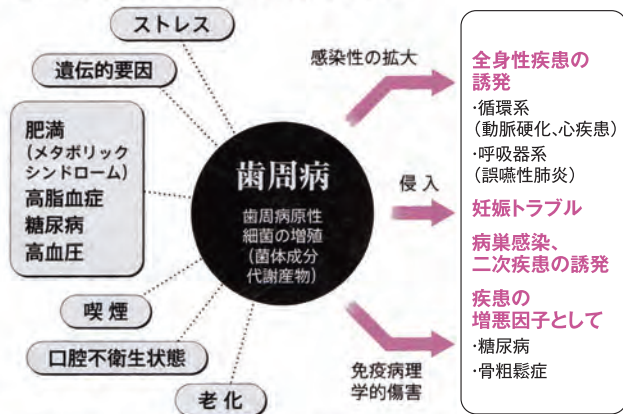 ストレス
遺伝的要因
肥満
(メタボリック
シンドローム)
高脂血症
糖尿病
高血圧
喫煙
口腔不衛生状態
老化
歯周病
歯周病原性
細菌の増殖
(菌体成分
代謝産物)
感染性の拡大
侵入
免疫病理
学的傷害
全身性疾患の
誘発
・循環系
(動脈硬化、心疾患)
・呼吸器系
(誤嚥性肺炎)
妊娠トラブル
病巣感染、
二次疾患の誘発
疾患の
増悪因子として
・糖尿病
・骨粗鬆症